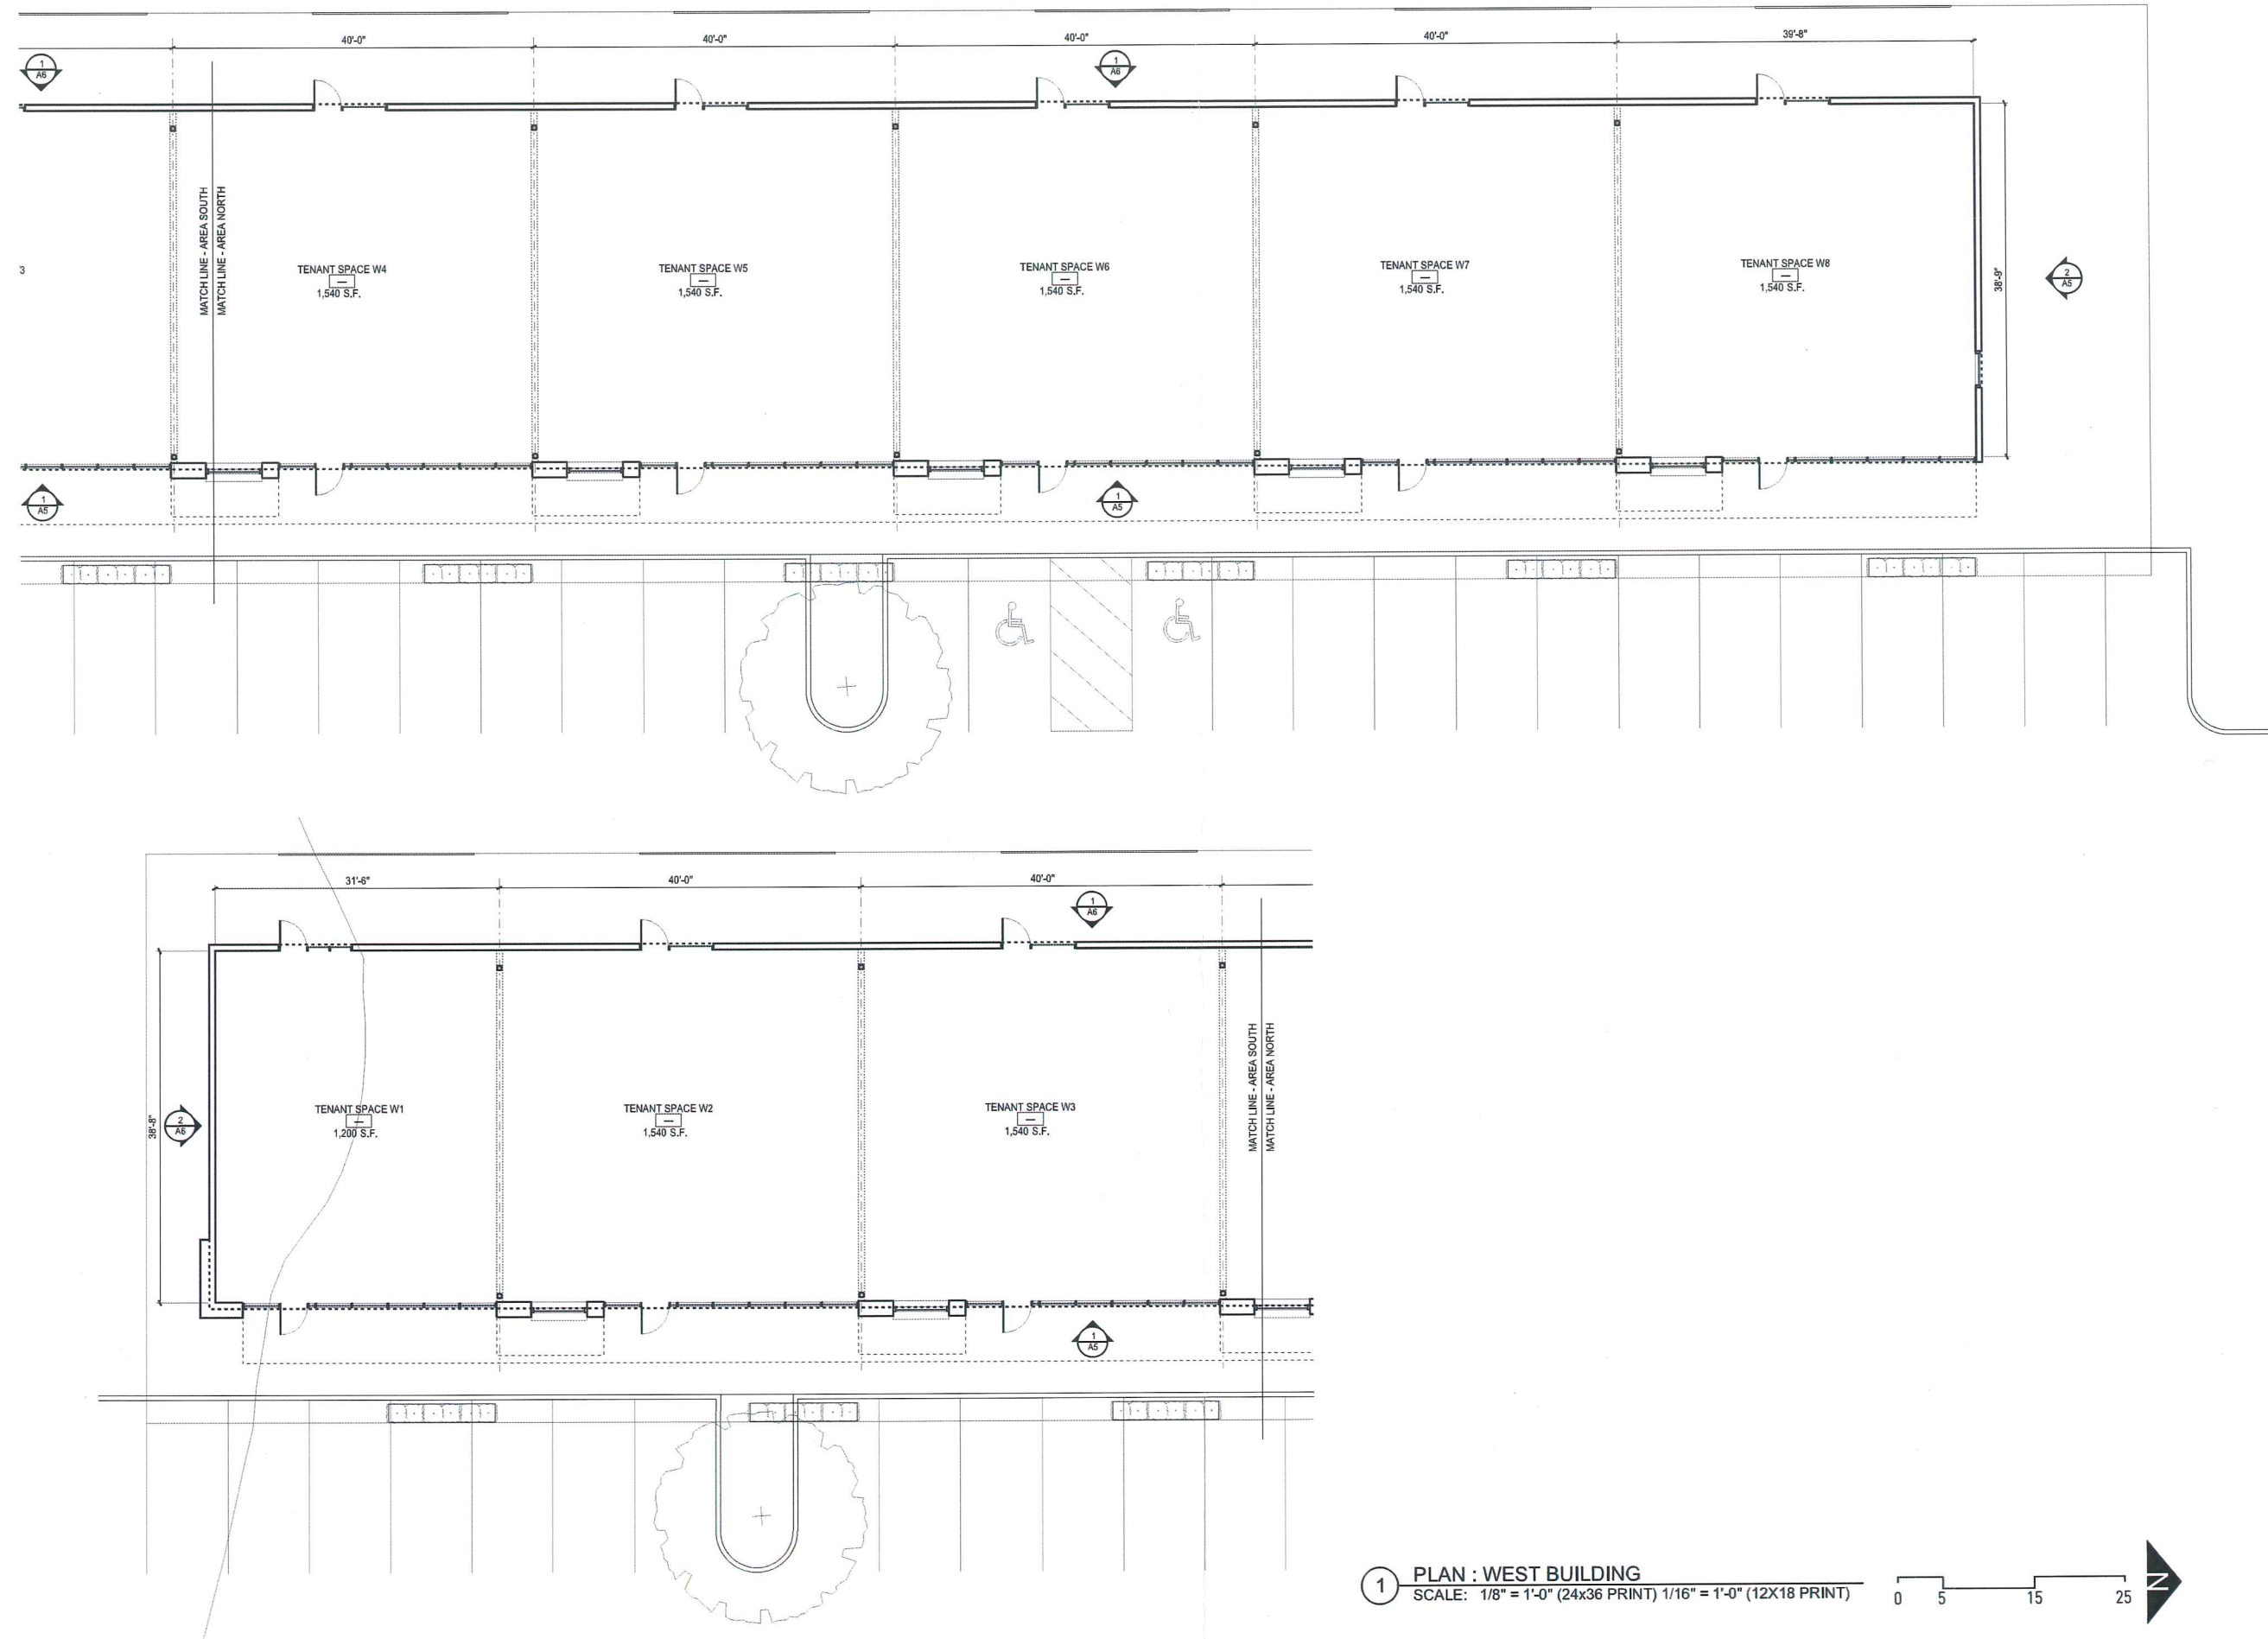 40'-0"
40'-0"
40'-0"
40'-0"
39'-8"
1
A6
1
A6
MATCH LINE - AREA SOUTH
MATCH LINE - AREA NORTH
3
TENANT SPACE W4
1,540 S.F.
TENANT SPACE W5
1,540 S.F.
TENANT SPACE W6
1,540 S.F.
TENANT SPACE W7
1,540 S.F.
TENANT SPACE W8
1,540 S.F.
38'-9"
2
A5
1
A5
1
A5
31'-6"
40'-0"
40'-0"
1
A6
38'-8"
2
A6
TENANT SPACE W1
1,200 S.F.
TENANT SPACE W2
1,540 S.F.
TENANT SPACE W3
1,540 S.F.
MATCH LINE - AREA SOUTH
MATCH LINE - AREA NORTH
1
A5
1 PLAN : WEST BUILDING
SCALE: 1/8" = 1'-0" (24x36 PRINT) 1/16" = 1'-0" (12X18 PRINT)
0 5 15 25
N